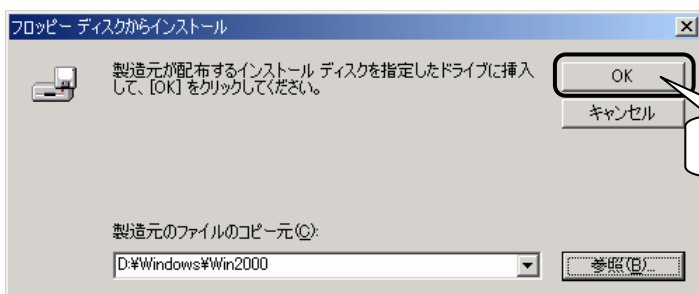 フロッピー ディスクからインストール
製造元が配布するインストール ディスクを指定したドライブに挿入
して、[OK] をクリックしてください。
OK
キャンセル
製造元のファイルのコピー元(C):
D:¥Windows¥Win2000
参照(B)...